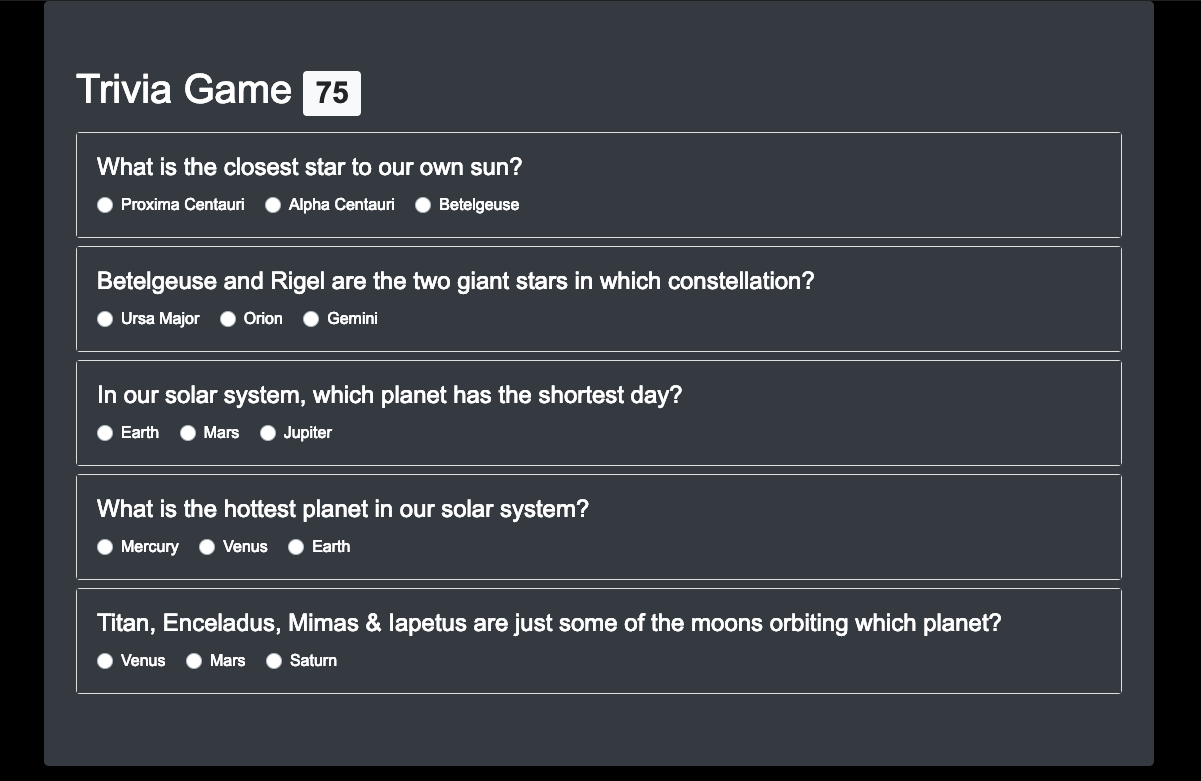 Trivia Game 75
What is the closest star to our own sun?
Proxima Centauri Alpha Centauri Betelgeuse
Betelgeuse and Rigel are the two giant stars in which constellation?
Ursa Major Orion Gemini
In our solar system, which planet has the shortest day?
Earth Mars Jupiter
What is the hottest planet in our solar system?
Mercury Venus Earth
Titan, Enceladus, Mimas & Iapetus are just some of the moons orbiting which planet?
Venus Mars Saturn